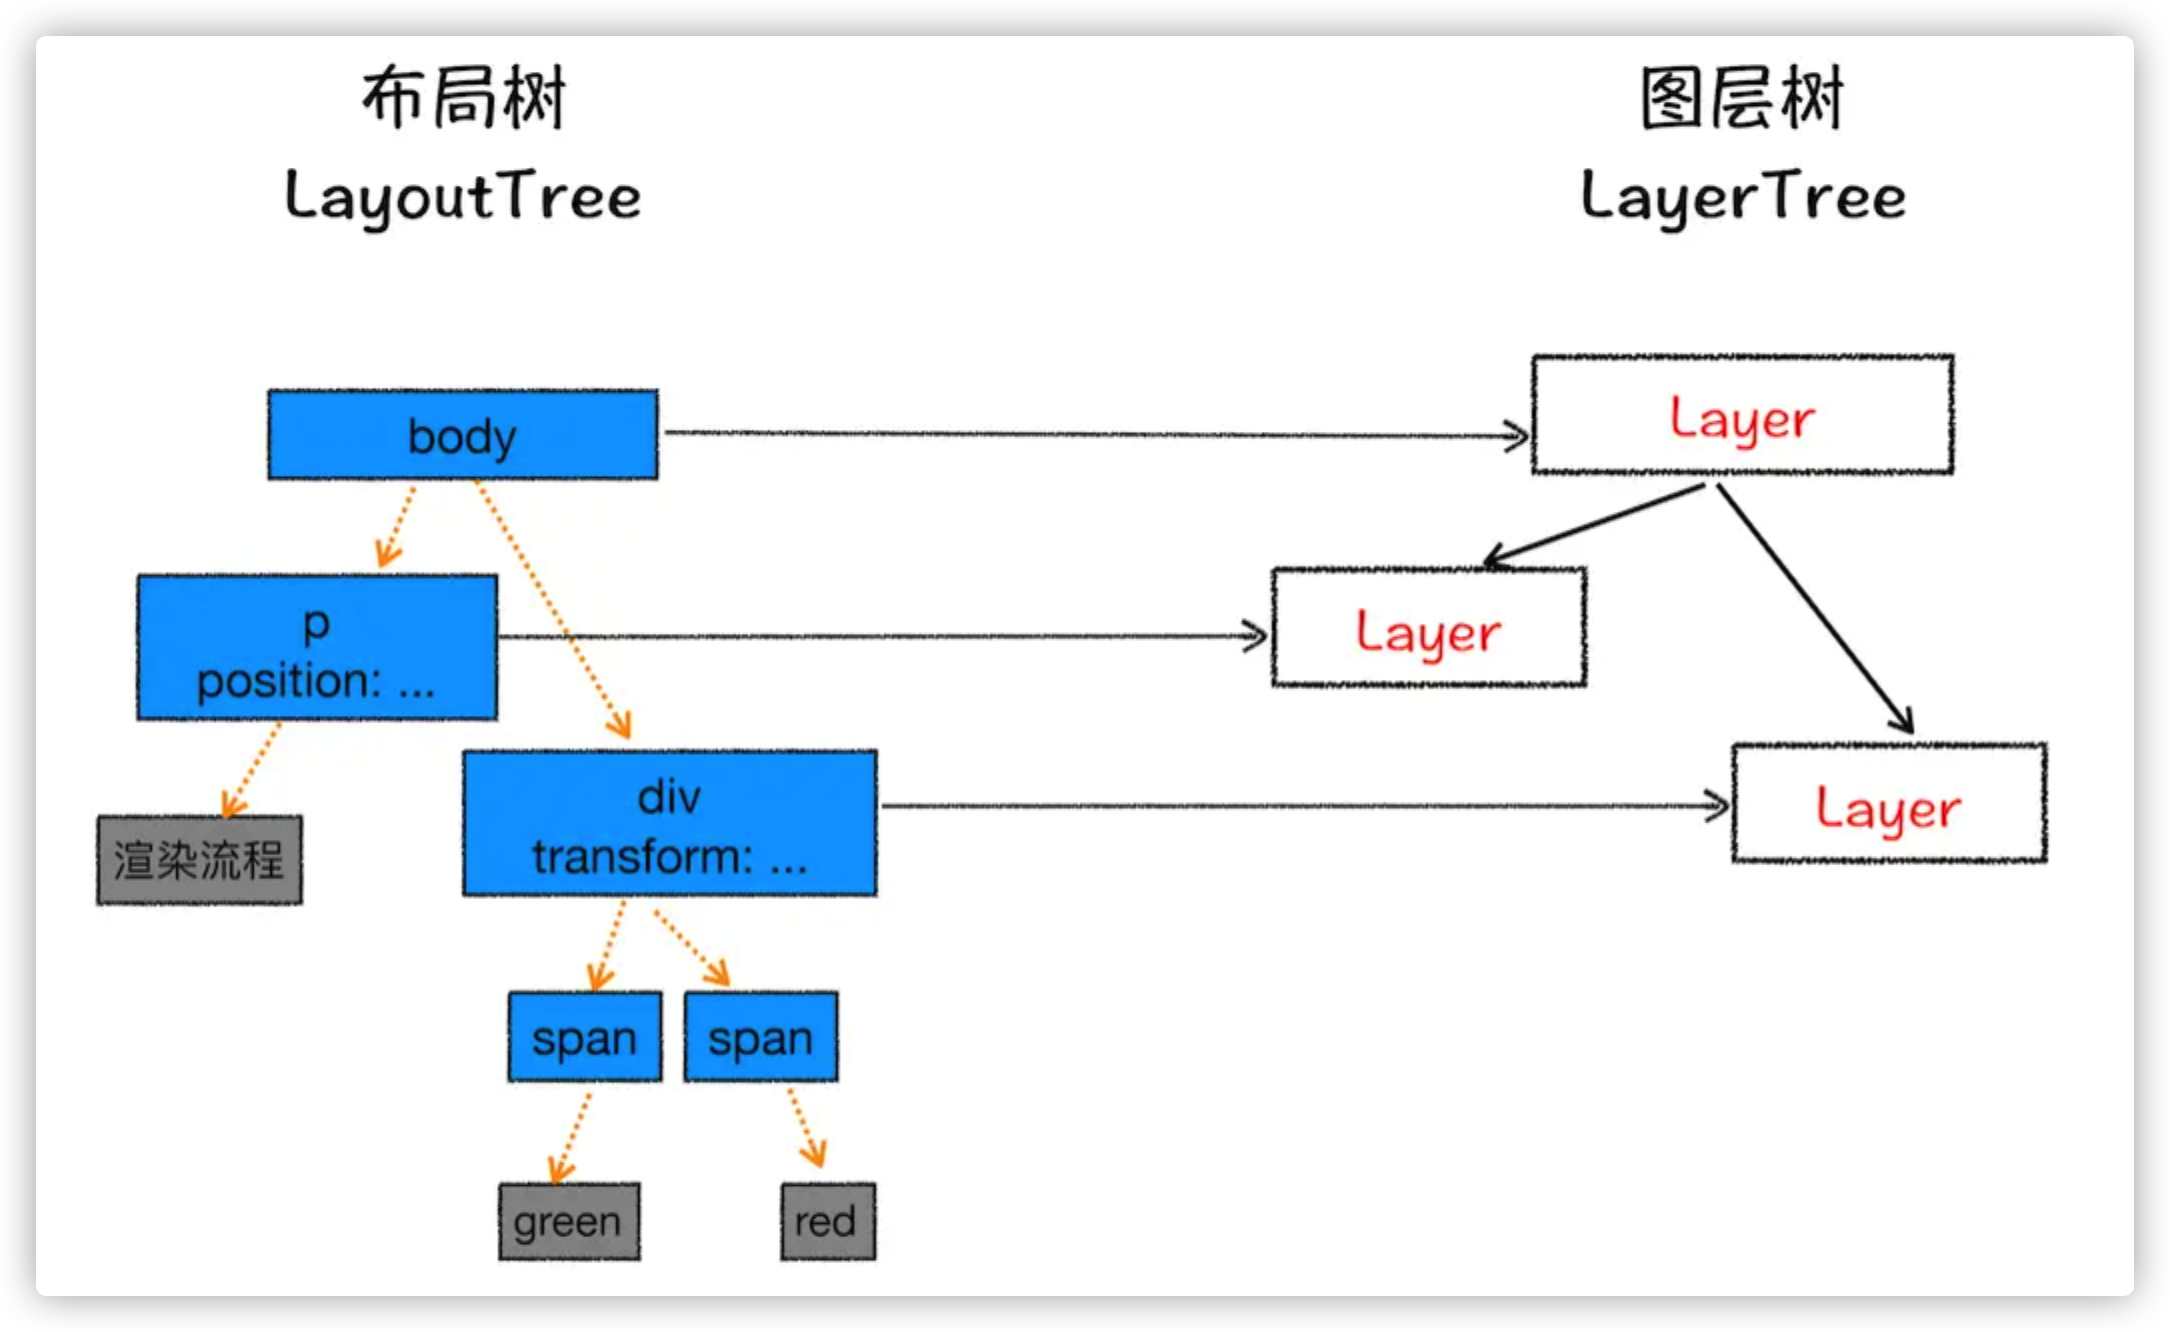 布局树
LayoutTree
图层树
LayerTree
body
Layer
p
position: ...
Layer
div
transform: ...
Layer
渲染流程
span
span
green
red